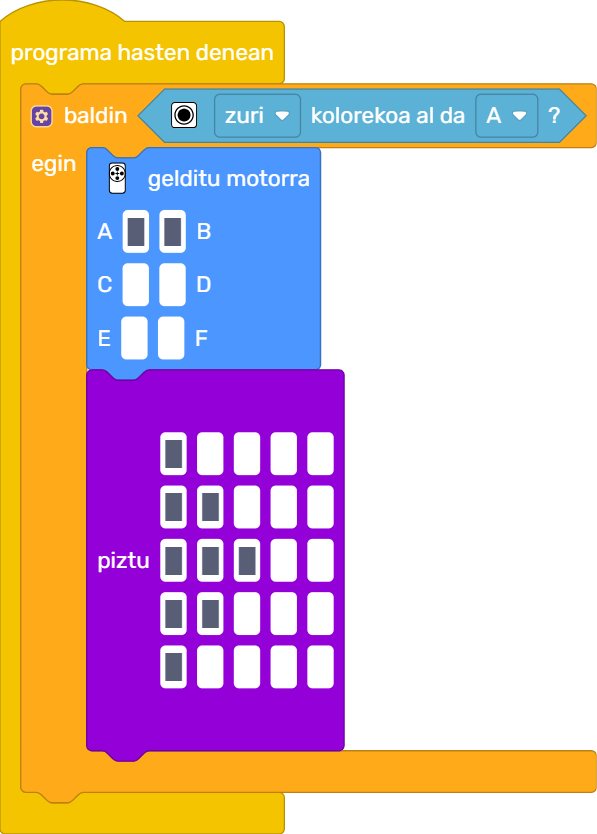 programa hasten denean
baldin zuri kolorekoa al da A ?
egin
gelditu motorra
A B
C D
E F
piztu